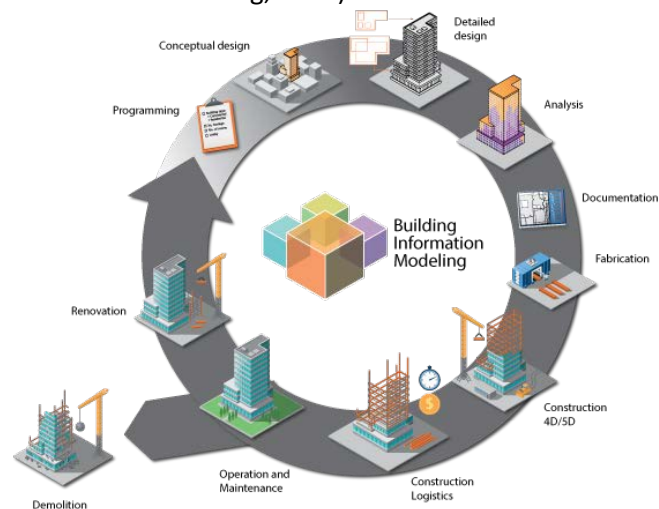 Detailed
design
Conceptual design
Programming
Analysis
Documentation
Building
Information
Modeling
Fabrication
Renovation
Construction
4D/5D
Operation and
Maintenance
Construction
Logistics
Demolition